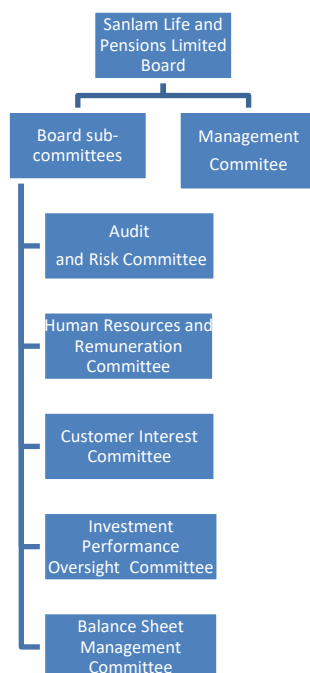 Sanlam Life and
Pensions Limited
Board
Board sub-
committees
Management
Commitee
Audit
and Risk Committee
Human Resources and
Remuneration
Committee
Customer Interest
Committee
Investment
Performance
Oversight Committee
Balance Sheet
Management
Committee